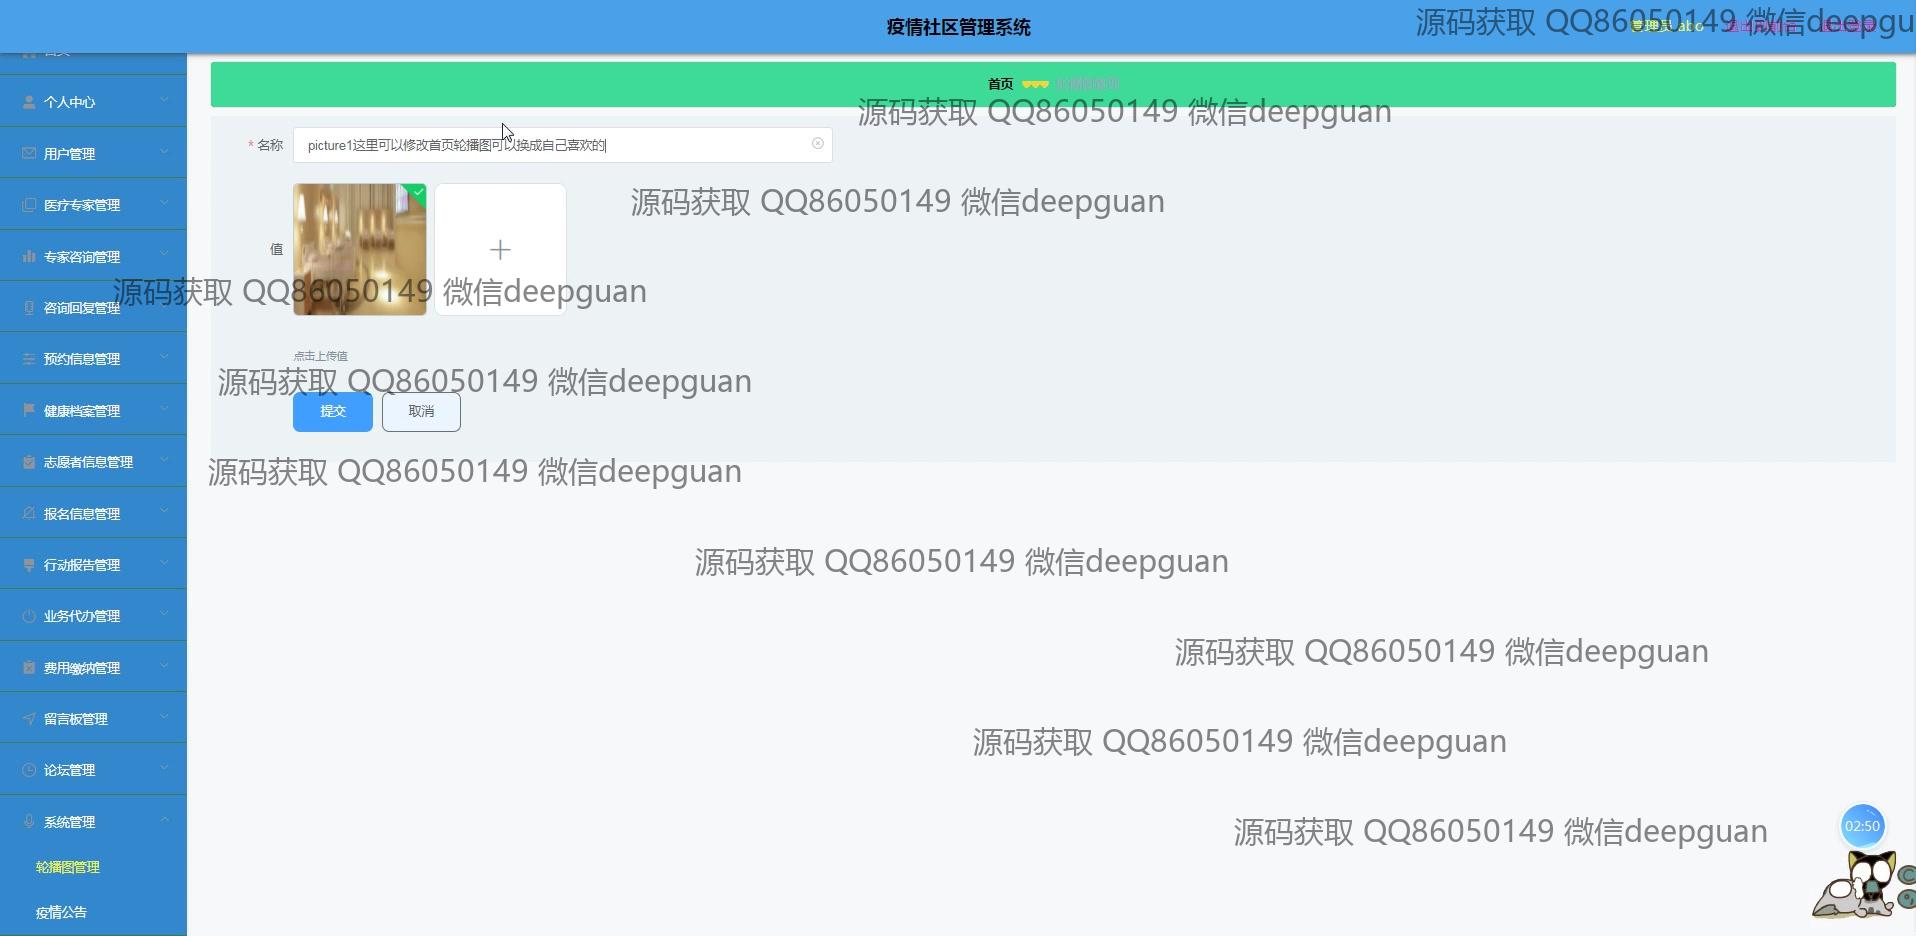 疫情社区管理系统
管理员 abo
源码获取 QQ86050149 微信deepgu
首页
个人中心
用户管理
医疗专家管理
专家咨询管理
咨询回复管理
预约信息管理
健康档案管理
志愿者信息管理
报名信息管理
行动报告管理
业务代办管理
费用缴纳管理
留言板管理
论坛管理
系统管理
轮播图管理
疫情公告
首页
源码获取 QQ86050149 微信deepguan
* 名称
picture1这里可以修改首页轮播图可以换成自己喜欢的
源码获取 QQ86050149 微信deepguan
值
源码获取 QQ86050149 微信deepguan
点击上传值
源码获取 QQ86050149 微信deepguan
提交
取消
源码获取 QQ86050149 微信deepguan
源码获取 QQ86050149 微信deepguan
源码获取 QQ86050149 微信deepguan
源码获取 QQ86050149 微信deepguan
源码获取 QQ86050149 微信deepguan
02:50